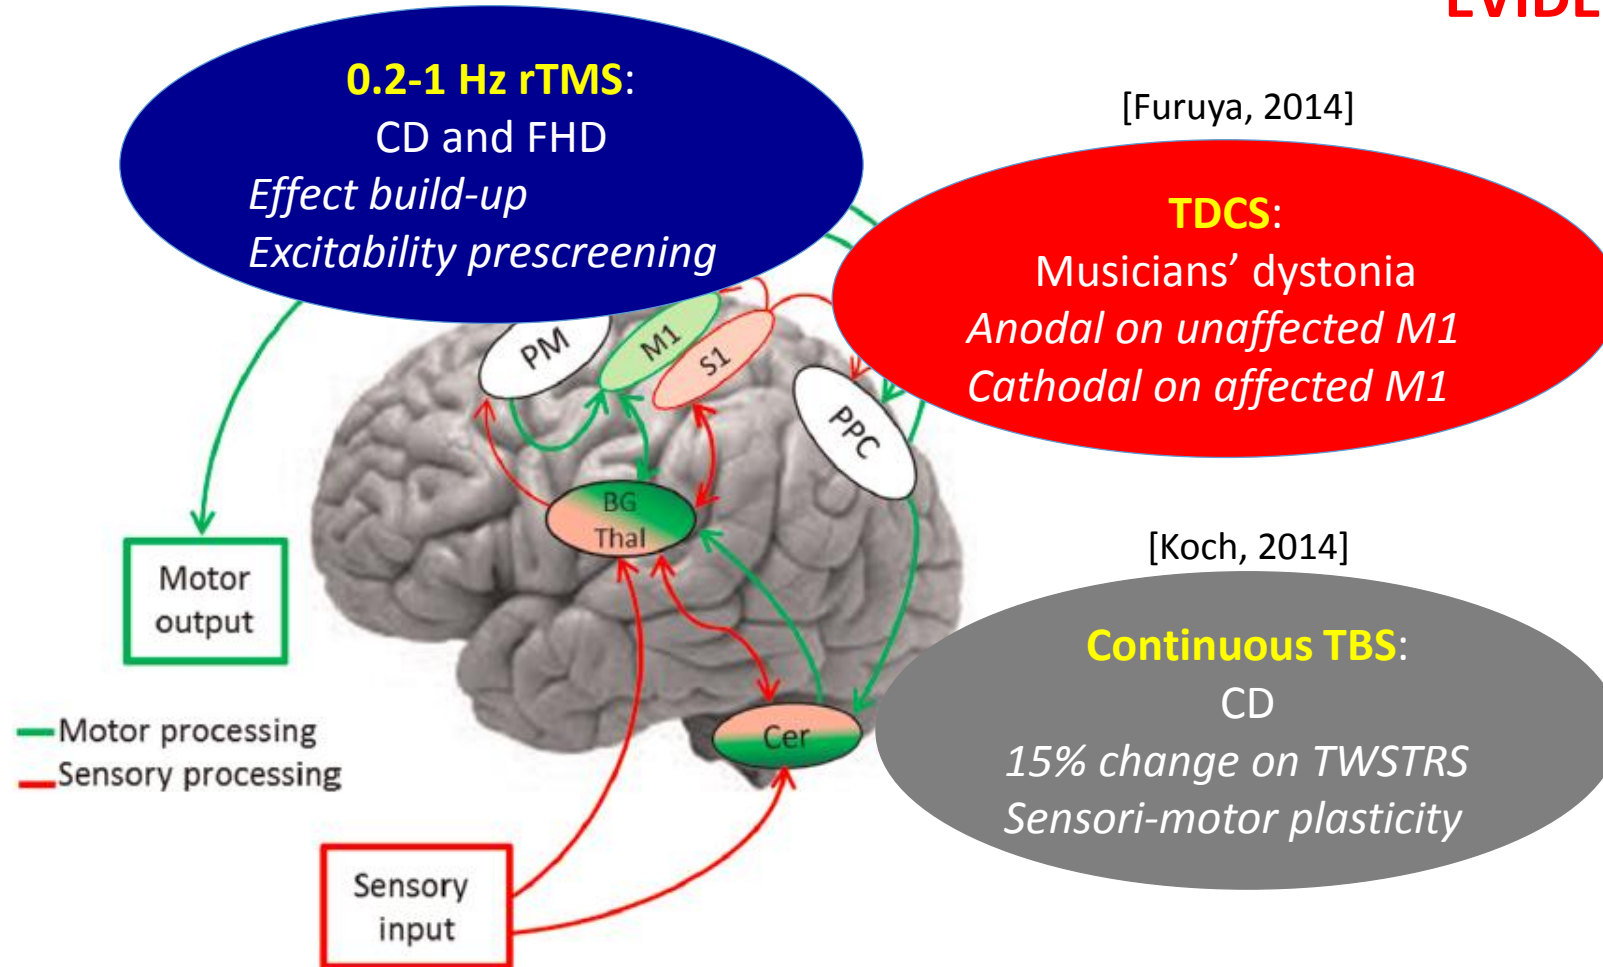 EVIDE
0.2-1 Hz rTMS:
CD and FHD
Effect build-up
Excitability prescreening
[Furuya, 2014]
TDCS:
Musicians’ dystonia
Anodal on unaffected M1
Cathodal on affected M1
PM
M1
S1
PPC
BG
Thal
Motor
output
[Koch, 2014]
Continuous TBS:
CD
15% change on TWSTRS
Sensori-motor plasticity
Cer
Motor processing
Sensory processing
Sensory
input